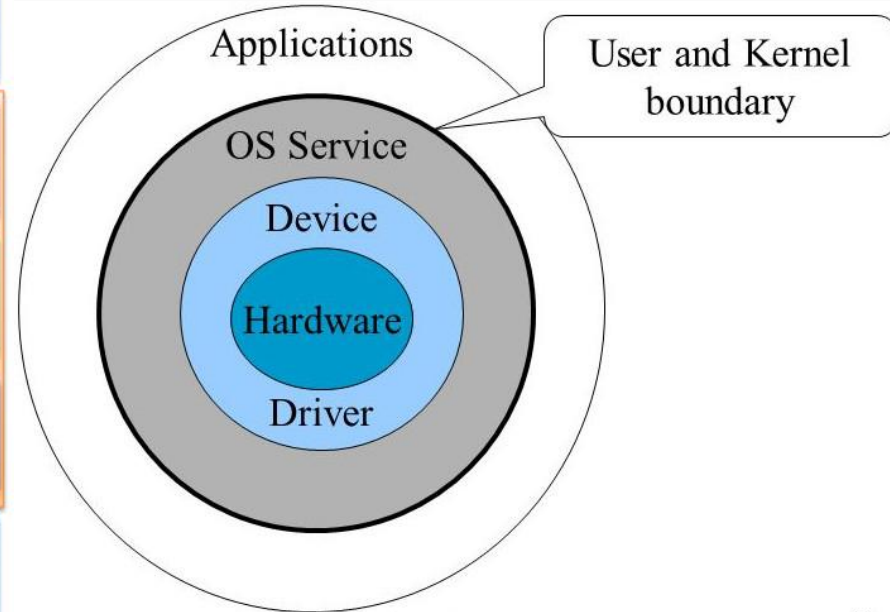 Applications
User and Kernel
boundary
OS Service
Device
Hardware
Driver